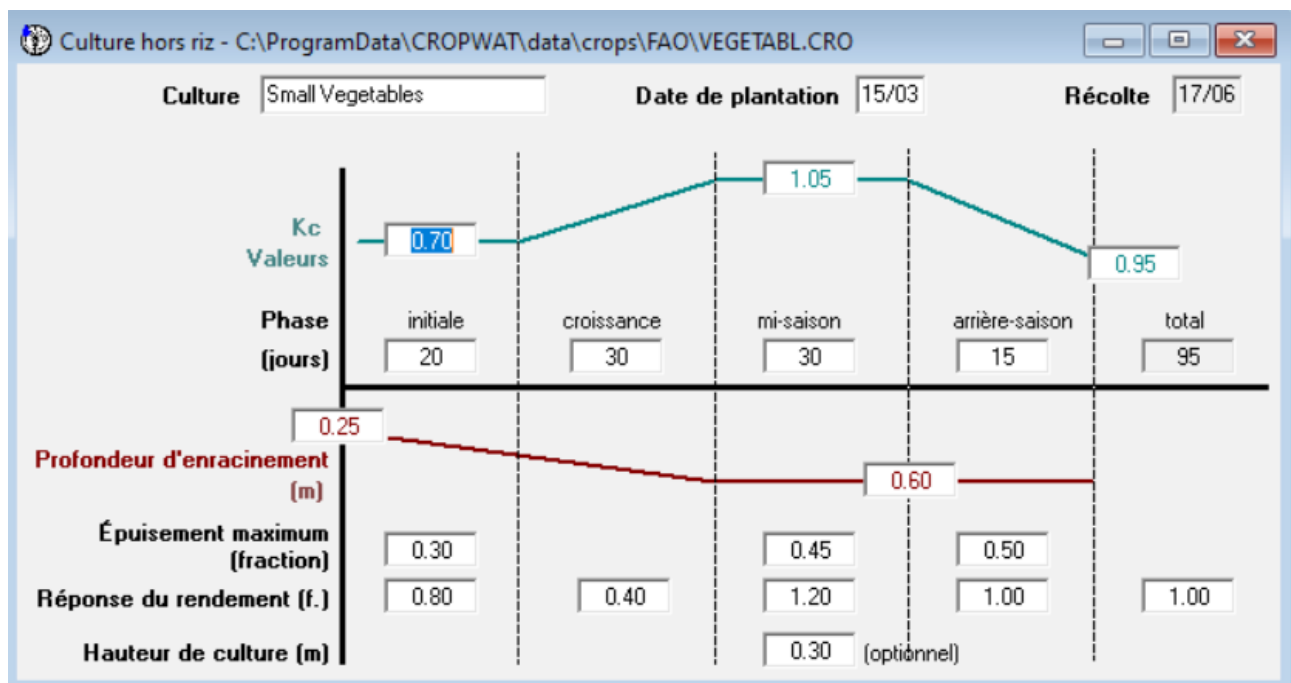 Culture hors riz - C:\ProgramData\CROPWAT\data\crops\FAO\VEGETABL.CRO
Culture Small Vegetables Date de plantation 15/03 Récolte 17/06
1.05
Kc 0.70
Valeurs 0.95
Phase initiale croissance mi-saison arrière-saison total
(jours) 20 30 30 15 95
0.25
Profondeur d'enracinement 0.60
(m)
Épuisement maximum
(fraction) 0.30 0.45 0.50
Réponse du rendement (f.) 0.80 0.40 1.20 1.00 1.00
Hauteur de culture (m) 0.30 (optionnel)